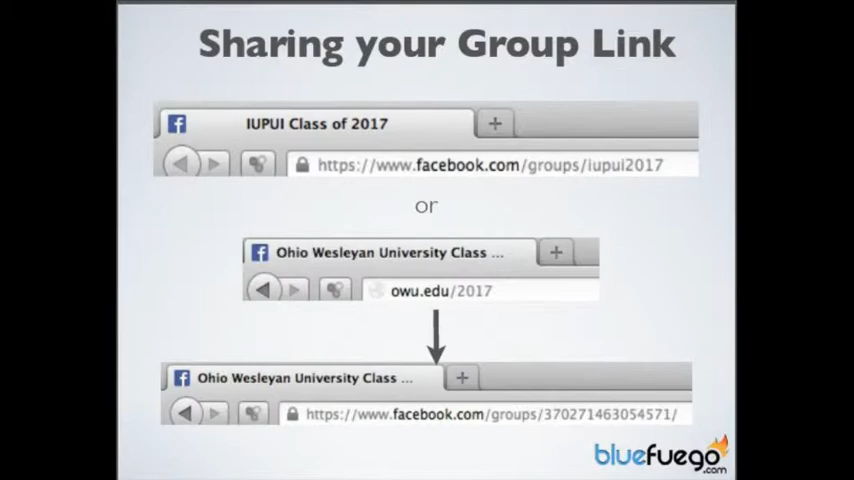 Sharing your Group Link
IUPUI Class of 2017
https://www.facebook.com/groups/iupui2017
or
Ohio Wesleyan University Class ...
owu.edu/2017
Ohio Wesleyan University Class ...
https://www.facebook.com/groups/370271463054571/
bluefuego
.com